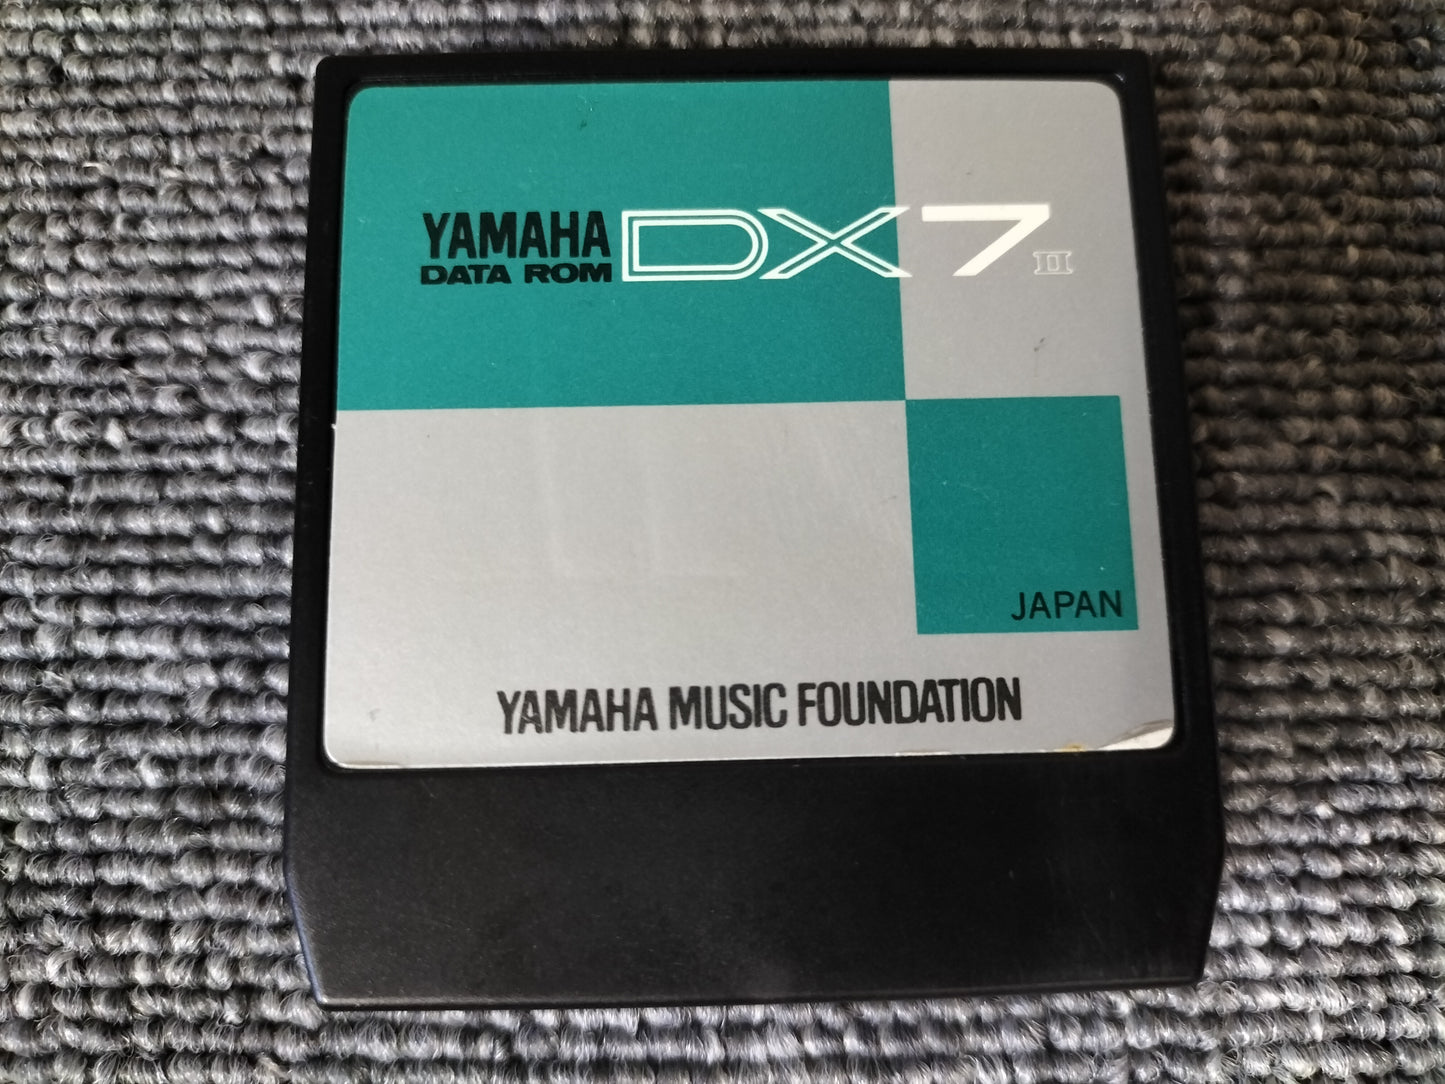 YAMAHA DX7 II
DATA ROM
JAPAN
YAMAHA MUSIC FOUNDATION